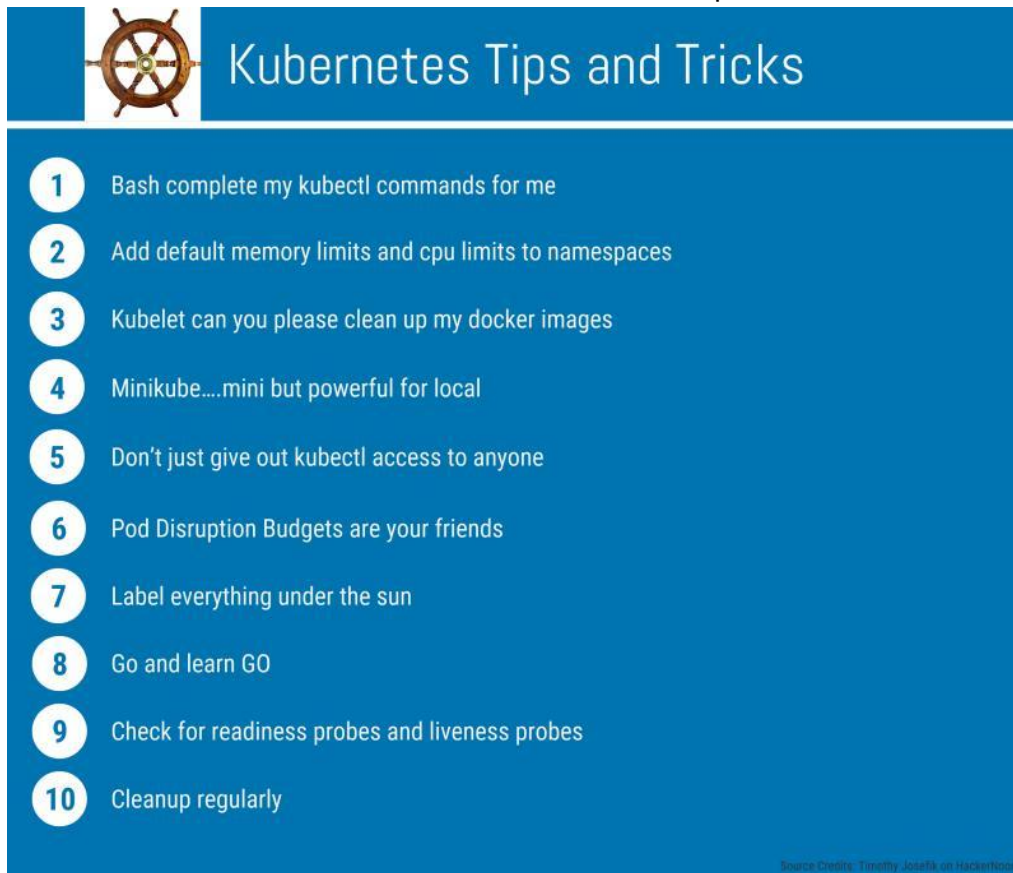 Kubernetes Tips and Tricks
1 Bash complete my kubectl commands for me
2 Add default memory limits and cpu limits to namespaces
3 Kubelet can you please clean up my docker images
4 Minikube....mini but powerful for local
5 Don't just give out kubectl access to anyone
6 Pod Disruption Budgets are your friends
7 Label everything under the sun
8 Go and learn GO
9 Check for readiness probes and liveness probes
10 Cleanup regularly
Source Credits: Timothy Josefik on HackerNoon